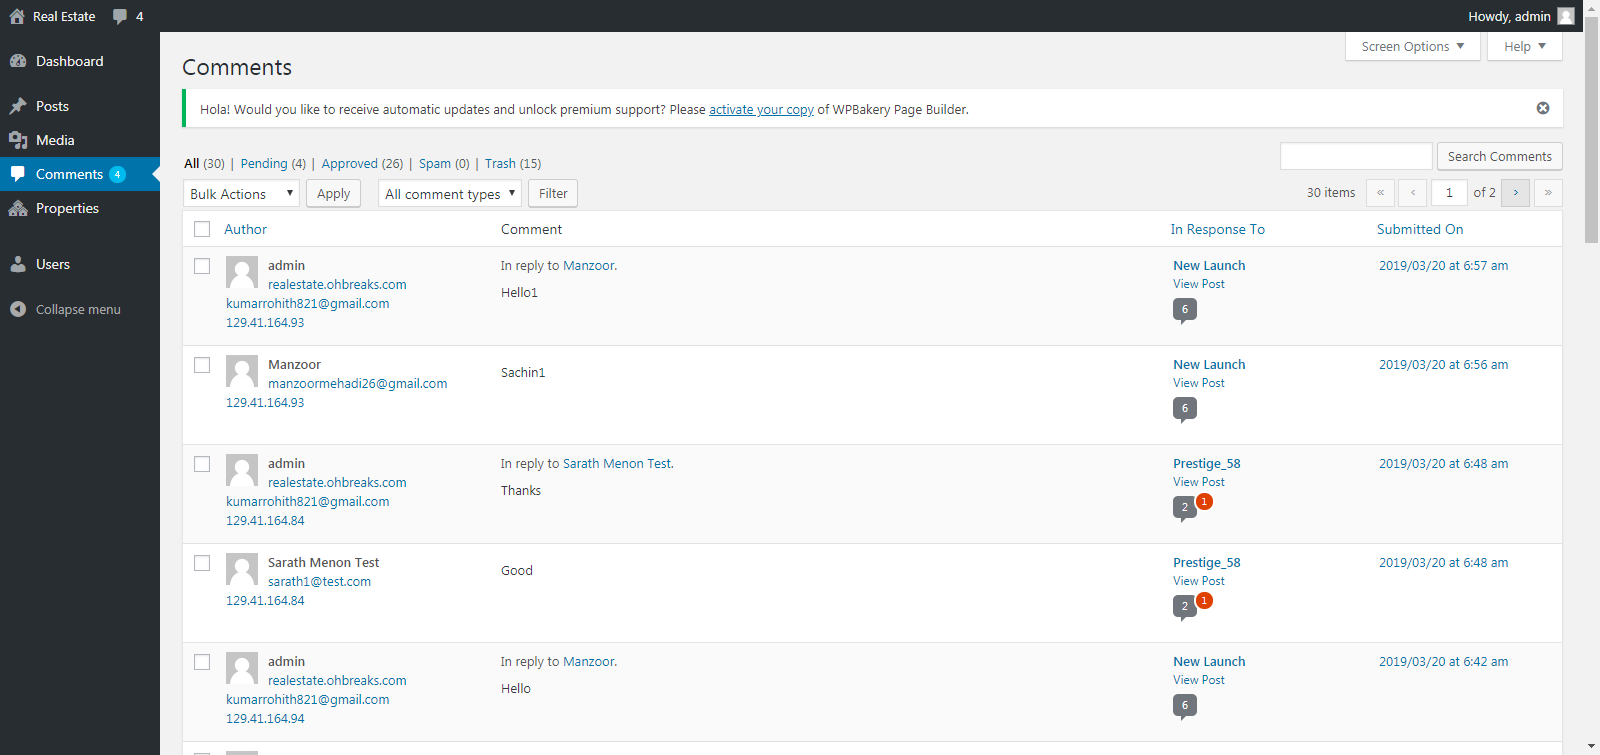 Real Estate 4 Howdy, admin
Screen Options ▼ Help ▼
Dashboard
Posts
Media
Comments 4
Properties
Users
Collapse menu
Comments
Hola! Would you like to receive automatic updates and unlock premium support? Please activate your copy of WPBakery Page Builder.
All (30) | Pending (4) | Approved (26) | Spam (0) | Trash (15)
Search Comments
Bulk Actions ▼ Apply All comment types ▼ Filter
30 items « ‹ 1 of 2 › »
Author Comment In Response To Submitted On
admin In reply to Manzoor. New Launch 2019/03/20 at 6:57 am
realestate.ohbreaks.com View Post
Hello1
kumarrohith821@gmail.com 6
129.41.164.93
Manzoor New Launch 2019/03/20 at 6:56 am
Sachin1
manzoormehadi26@gmail.com View Post
129.41.164.93 6
admin In reply to Sarath Menon Test. Prestige_58 2019/03/20 at 6:48 am
realestate.ohbreaks.com View Post
Thanks
kumarrohith821@gmail.com 2 1
129.41.164.84
Sarath Menon Test Prestige_58 2019/03/20 at 6:48 am
Good
sarath1@test.com View Post
129.41.164.84 2 1
admin In reply to Manzoor. New Launch 2019/03/20 at 6:42 am
realestate.ohbreaks.com View Post
Hello
kumarrohith821@gmail.com 6
129.41.164.94